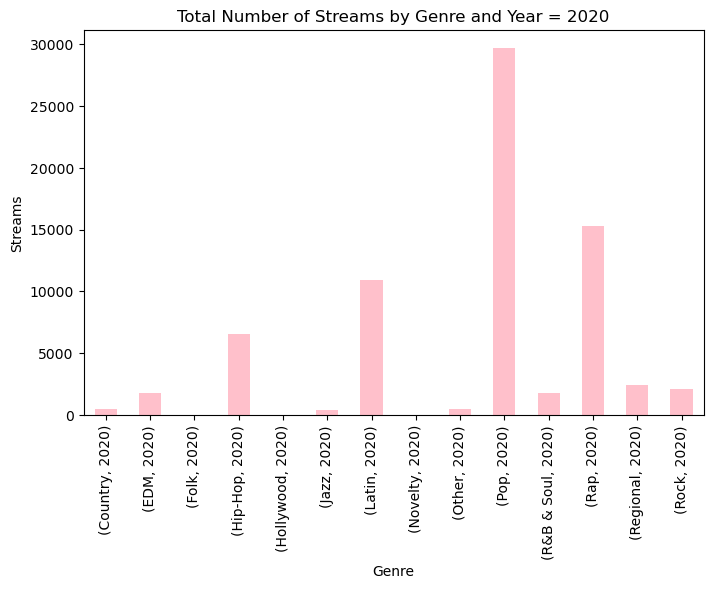 Total Number of Streams by Genre and Year = 2020
30000
25000
20000
15000
10000
5000
0
Streams
(Country, 2020)
(EDM, 2020)
(Folk, 2020)
(Hip-Hop, 2020)
(Hollywood, 2020)
(Jazz, 2020)
(Latin, 2020)
(Novelty, 2020)
(Other, 2020)
(Pop, 2020)
(R&B & Soul, 2020)
(Rap, 2020)
(Regional, 2020)
(Rock, 2020)
Genre